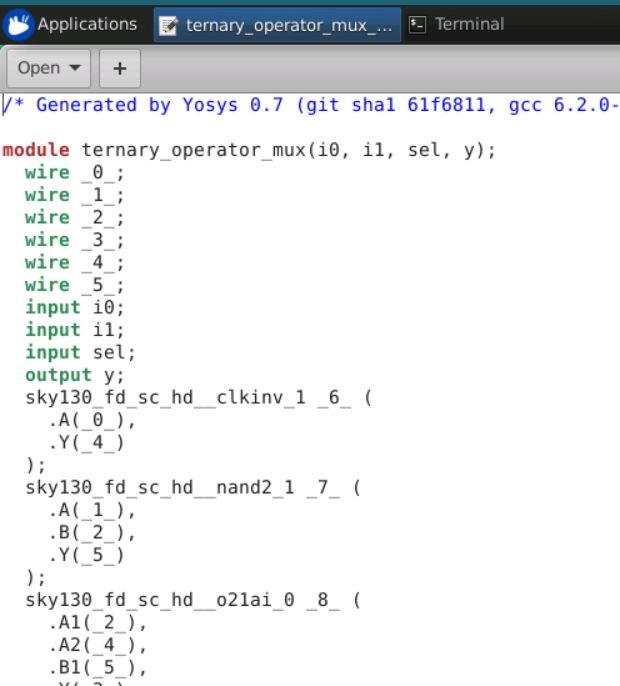 Applications ternary_operator_mux_... Terminal
Open +
/* Generated by Yosys 0.7 (git sha1 61f6811, gcc 6.2.0-
module ternary_operator_mux(i0, i1, sel, y);
  wire _0_;
  wire _1_;
  wire _2_;
  wire _3_;
  wire _4_;
  wire _5_;
  input i0;
  input i1;
  input sel;
  output y;
  sky130_fd_sc_hd__clkinv_1 _6_ (
    .A(_0_),
    .Y(_4_)
  );
  sky130_fd_sc_hd__nand2_1 _7_ (
    .A(_1_),
    .B(_2_),
    .Y(_5_)
  );
  sky130_fd_sc_hd__o21ai_0 _8_ (
    .A1(_2_),
    .A2(_4_),
    .B1(_5_),